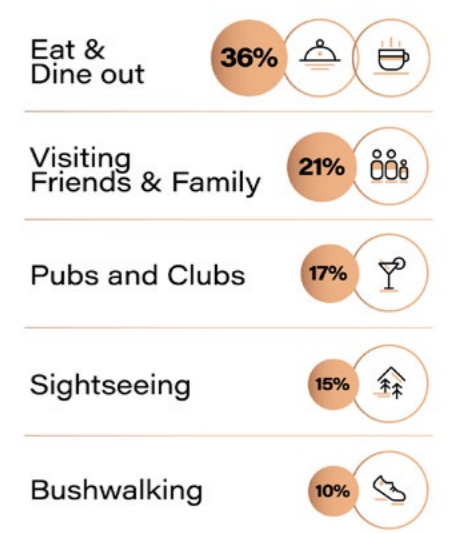 Eat &
Dine out
36%
Visiting
Friends & Family
21%
Pubs and Clubs
17%
Sightseeing
15%
Bushwalking
10%